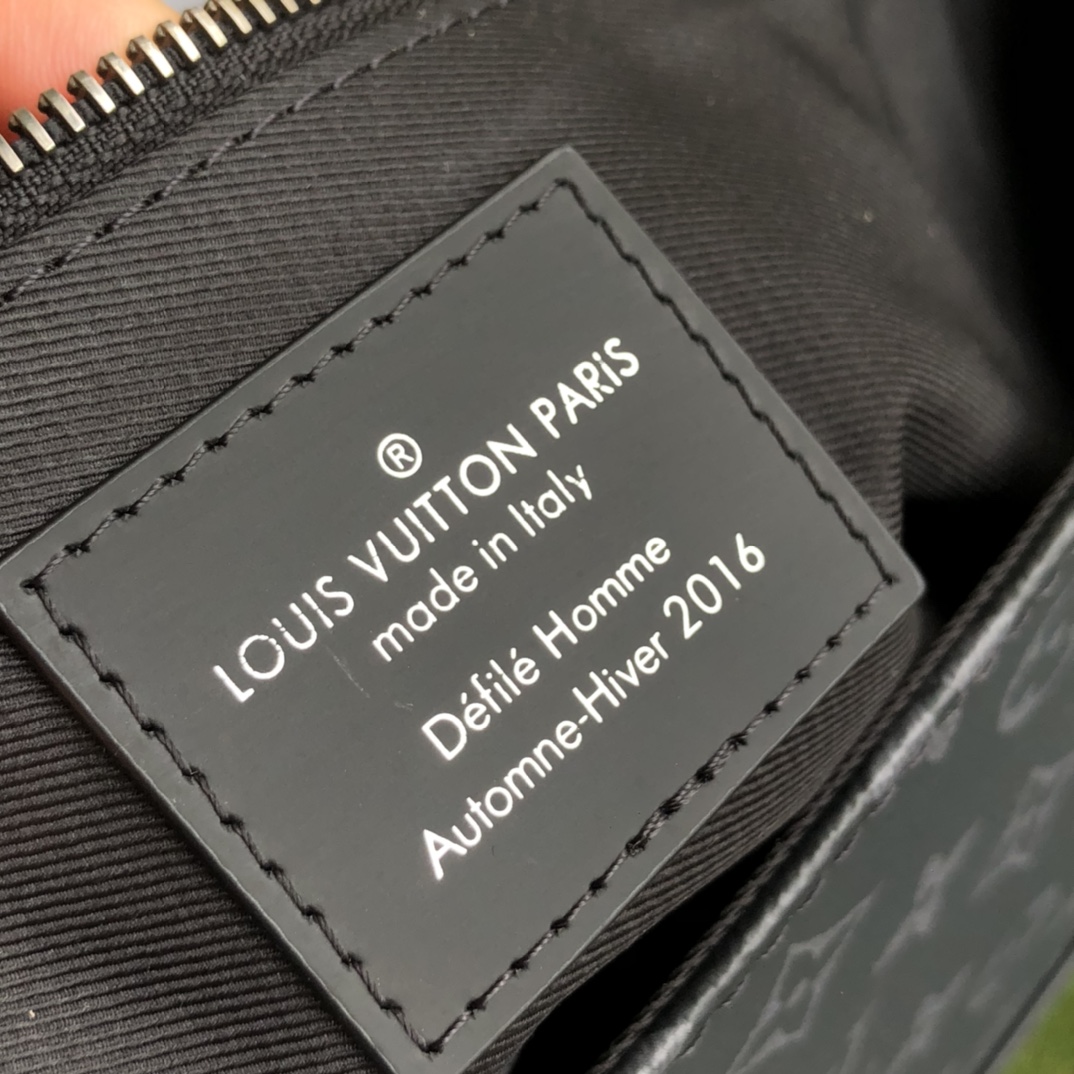 ®
LOUIS VUITTON PARiS
made in Italy
Défilé Homme
Automne-Hiver 2016